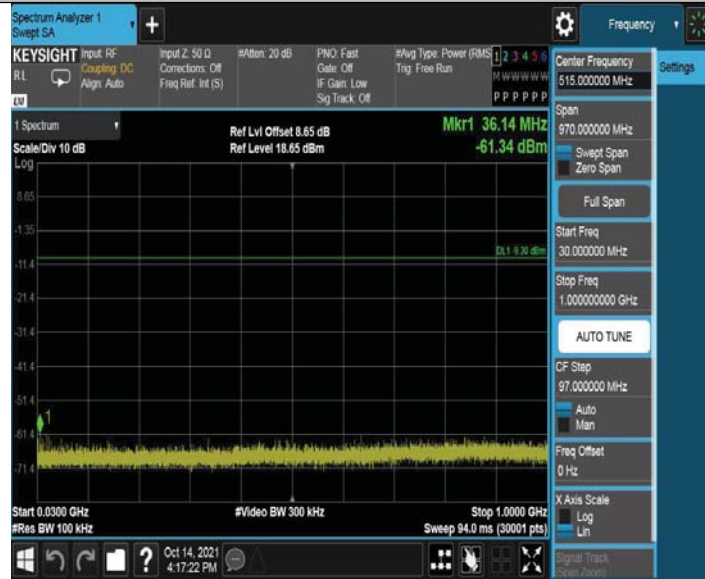 Spectrum Analyzer 1
Swept SA
+
Frequency
KEYSIGHT
RL
LXI
Input: RF
Coupling: DC
Align: Auto
Input Z: 50 Ω
Corrections: Off
Freq Ref: Int (S)
#Atten: 20 dB
PNO: Fast
Gate: Off
IF Gain: Low
Sig Track: Off
#Avg Type: Power (RMS
Trig: Free Run
1 2 3 4 5 6
M W W W W W
P P P P P P
1 Spectrum
Scale/Div 10 dB
Log
Ref Lvl Offset 8.65 dB
Ref Level 18.65 dBm
Mkr1 36.14 MHz
-61.34 dBm
8.65
-1.35
-11.4
-21.4
-31.4
-41.4
-51.4
-61.4
-71.4
DL1 -9.30 dBm
1
Start 0.0300 GHz
#Res BW 100 kHz
#Video BW 300 kHz
Stop 1.0000 GHz
Sweep 94.0 ms (30001 pts)
?
Oct 14, 2021
4:17:22 PM
Center Frequency
515.000000 MHz
Span
970.000000 MHz
Swept Span
Zero Span
Full Span
Start Freq
30.000000 MHz
Stop Freq
1.000000000 GHz
AUTO TUNE
CF Step
97.000000 MHz
Auto
Man
Freq Offset
0 Hz
X Axis Scale
Log
Lin
Signal Track
(Span Zoom)
Settings